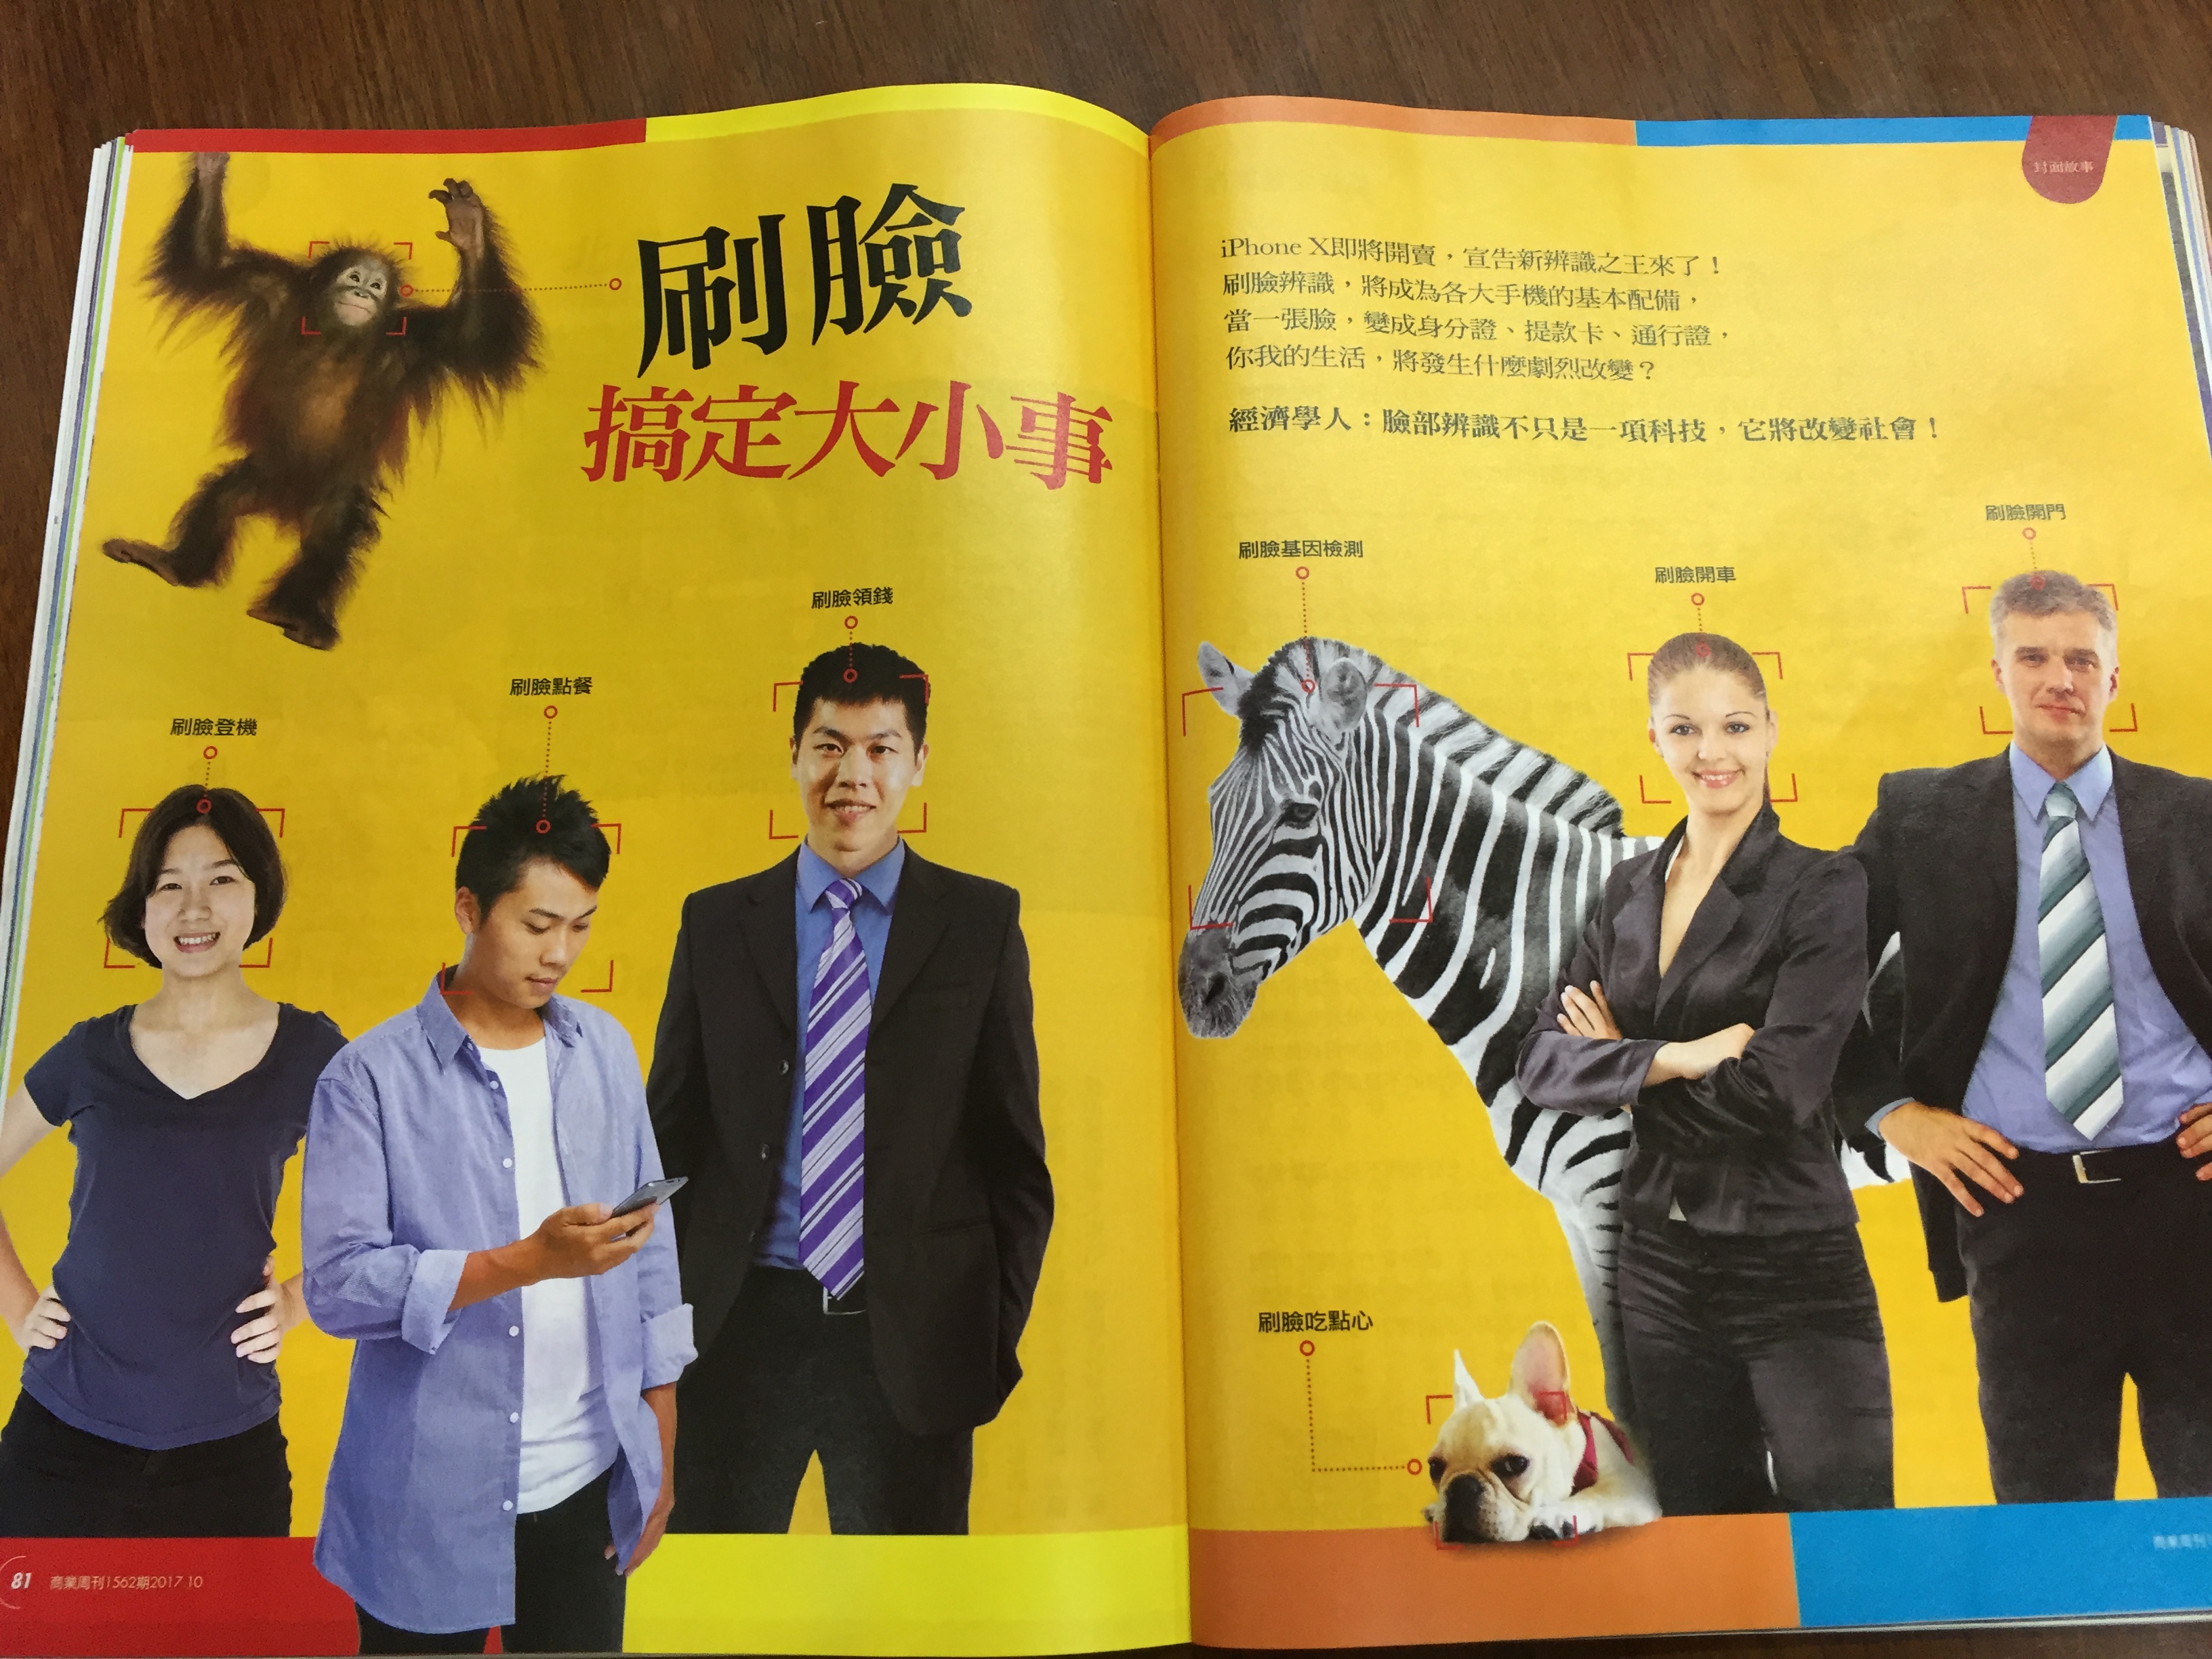 刷臉
搞定大小事
封面故事
iPhone X即將開賣，宣告新辨識之王來了！
刷臉辨識，將成為各大手機的基本配備，
當一張臉，變成身分證、提款卡、通行證，
你我的生活，將發生什麼劇烈改變？
經濟學人：臉部辨識不只是一項科技，它將改變社會！
刷臉登機
刷臉點餐
刷臉領錢
刷臉基因檢測
刷臉開車
刷臉開門
刷臉吃點心
81 商業周刊1562期2017.10
商業周刊